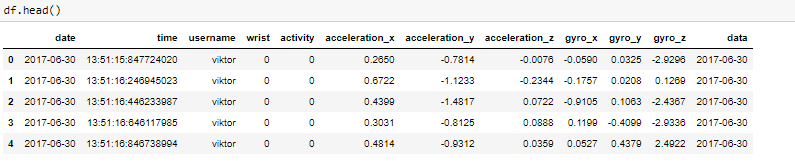 df.head()
date time username wrist activity acceleration_x acceleration_y acceleration_z gyro_x gyro_y gyro_z data
0 2017-06-30 13:51:15:847724020 viktor 0 0 0.2650 -0.7814 -0.0076 -0.0590 0.0325 -2.9296 2017-06-30
1 2017-06-30 13:51:16:246945023 viktor 0 0 0.6722 -1.1233 -0.2344 -0.1757 0.0208 0.1269 2017-06-30
2 2017-06-30 13:51:16:446233987 viktor 0 0 0.4399 -1.4817 0.0722 -0.9105 0.1063 -2.4367 2017-06-30
3 2017-06-30 13:51:16:646117985 viktor 0 0 0.3031 -0.8125 0.0888 0.1199 -0.4099 -2.9336 2017-06-30
4 2017-06-30 13:51:16:846738994 viktor 0 0 0.4814 -0.9312 0.0359 0.0527 0.4379 2.4922 2017-06-30